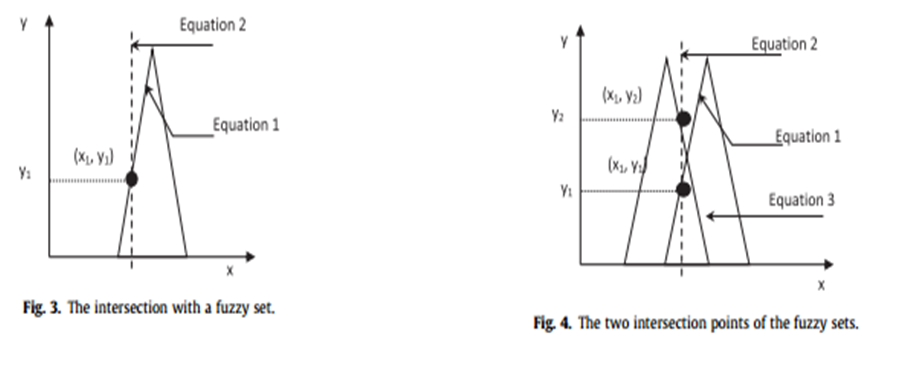 Y
Equation 2
Equation 1
(x₁, y₁)
Y₁
X
Fig. 3. The intersection with a fuzzy set.
Y
Equation 2
(x₁, y₂)
Y₂
Equation 1
(x₁, y₁)
Y₁
Equation 3
X
Fig. 4. The two intersection points of the fuzzy sets.